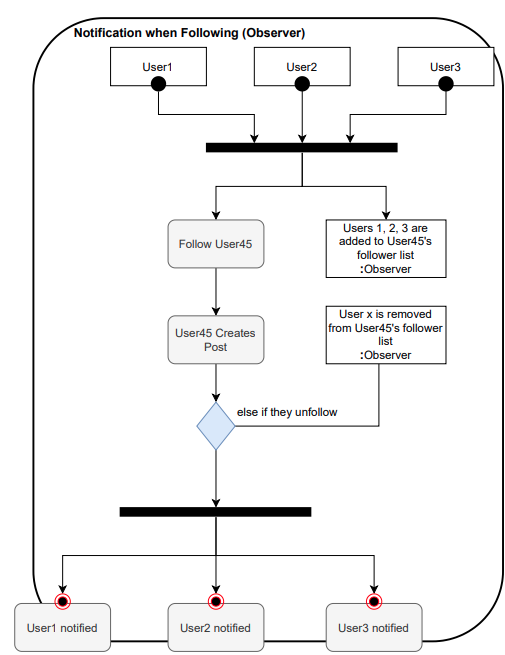 Notification when Following (Observer)
User1
User2
User3
Follow User45
Users 1, 2, 3 are
added to User45's
follower list
:Observer
User45 Creates
Post
User x is removed
from User45's follower
list
:Observer
else if they unfollow
User1 notified
User2 notified
User3 notified